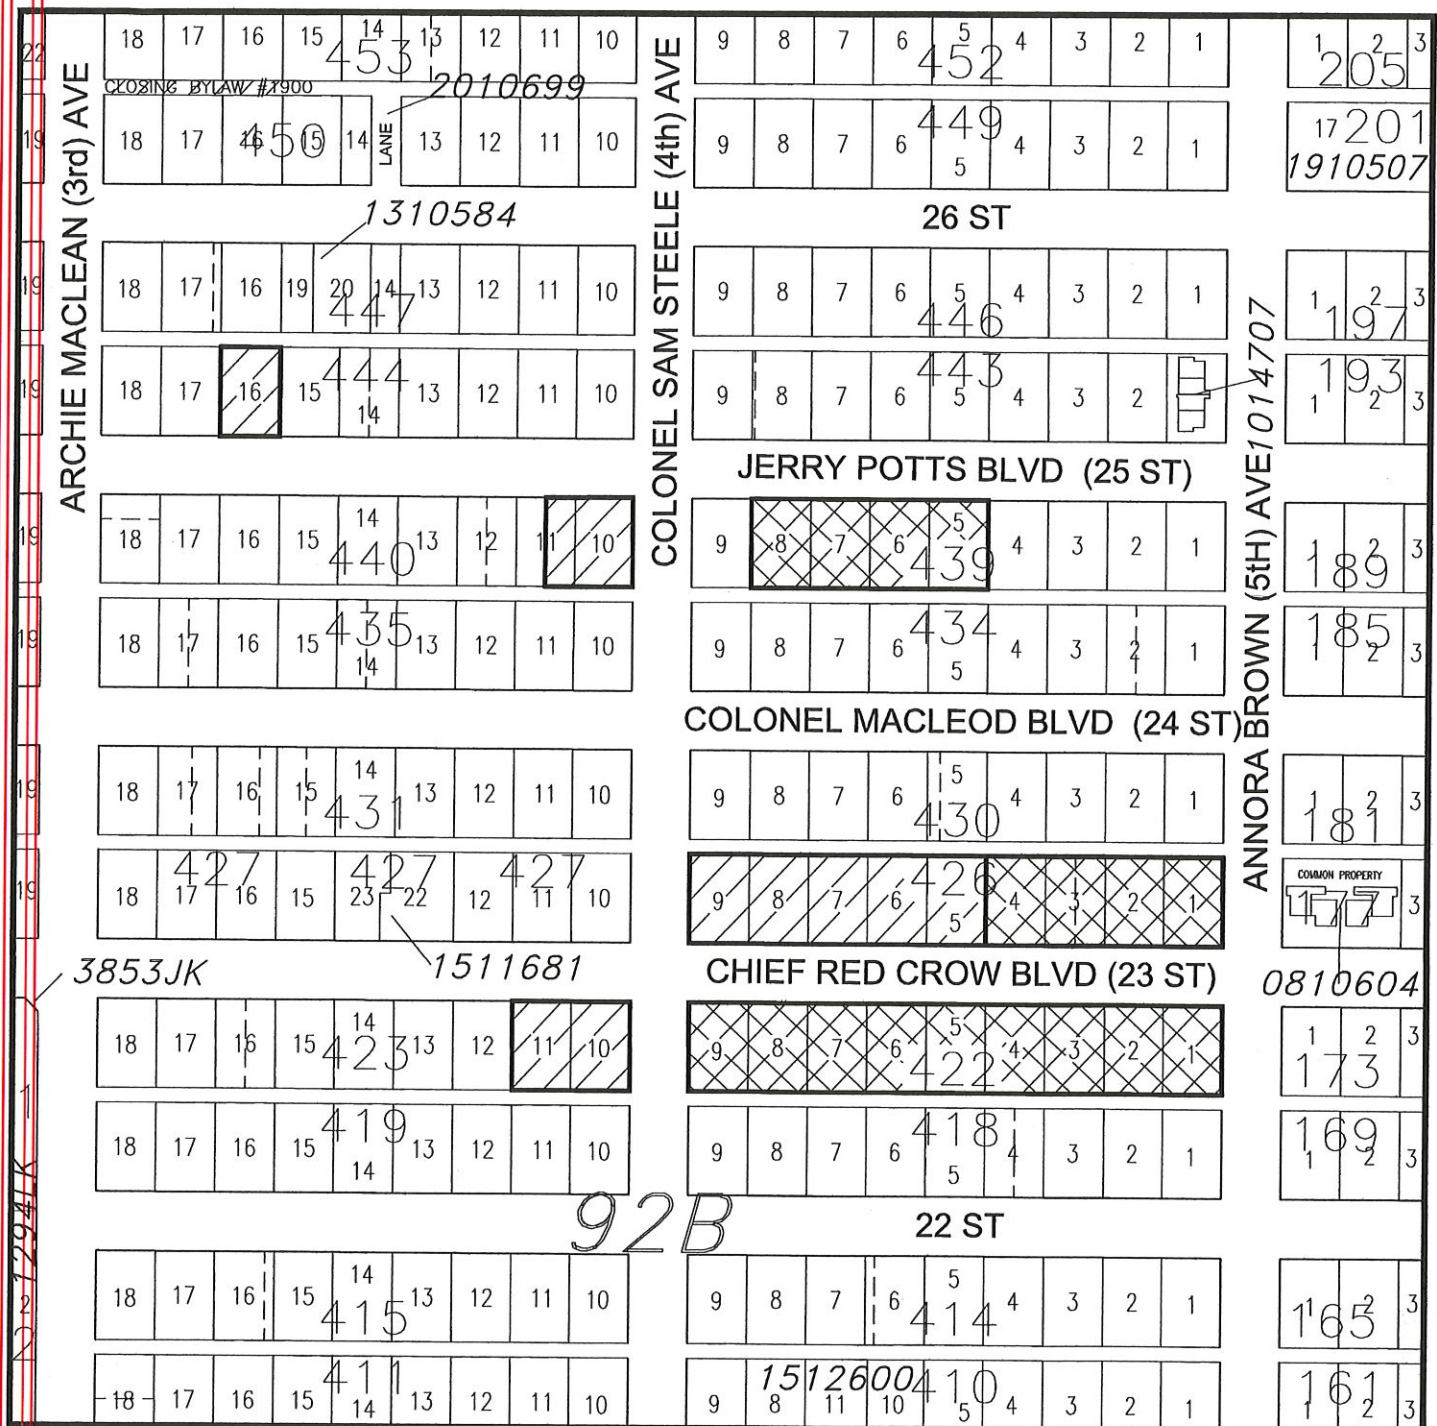 22 18 17 16 15 14 13 12 11 10 9 8 7 6 5 4 3 2 1 1 2 3
453 452 205
CLOSING BYLAW #1900 2010699
19 18 17 16 15 14 LANE 13 12 11 10 9 8 7 6 5 4 3 2 1 17 201
450 449 1910507
1310584 26 ST
19 18 17 16 19 20 14 13 12 11 10 9 8 7 6 5 4 3 2 1 1 2 3
447 446 197
19 18 17 16 15 14 13 12 11 10 9 8 7 6 5 4 3 2 1 2 3
444 443 193
1014707
ARCHIE MACLEAN (3rd) AVE
COLONEL SAM STEELE (4th) AVE
ANNORA BROWN (5TH) AVE
JERRY POTTS BLVD (25 ST)
19 18 17 16 15 14 13 12 11 10 9 8 7 6 5 4 3 2 1 2 3
440 439 189
19 18 17 16 15 14 13 12 11 10 9 8 7 6 5 4 3 2 1 2 3
435 434 185
COLONEL MACLEOD BLVD (24 ST)
19 18 17 16 15 14 13 12 11 10 9 8 7 6 5 4 3 2 1 1 2 3
431 430 181
427 427 427 426 COMMON PROPERTY
19 18 17 16 15 23 22 12 11 10 9 8 7 6 5 4 3 2 1 177 3
3853JK 1511681 CHIEF RED CROW BLVD (23 ST) 0810604
18 17 16 15 14 13 12 11 10 9 8 7 6 5 4 3 2 1 1 2 3
423 422 173
1
419 418 169
18 17 16 15 14 13 12 11 10 9 8 7 6 5 4 3 2 1 1 2 3
1294LK
92B 22 ST
2 18 17 16 15 14 13 12 11 10 9 8 7 6 5 4 3 2 1 1 2 3
2 415 414 165
411 1512600 410 161
18 17 16 15 14 13 12 11 10 9 8 11 10 5 4 3 2 1 1 2 3